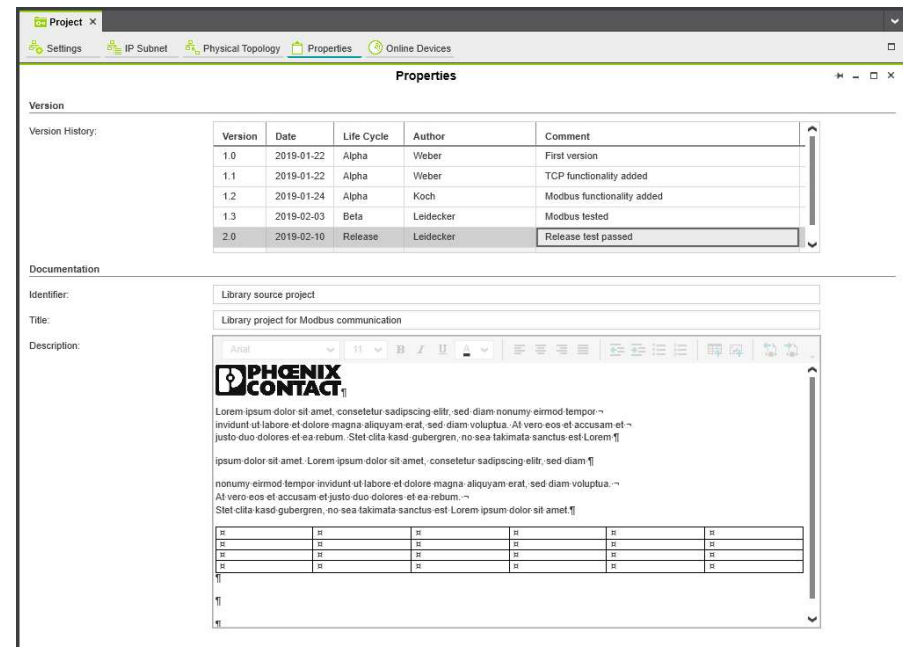 Project
Settings IP Subnet Physical Topology Properties Online Devices
Properties
Version
Version History:
Version Date Life Cycle Author Comment
1.0 2019-01-22 Alpha Weber First version
1.1 2019-01-22 Alpha Weber TCP functionality added
1.2 2019-01-24 Alpha Koch Modbus functionality added
1.3 2019-02-03 Beta Leidecker Modbus tested
2.0 2019-02-10 Release Leidecker Release test passed
Documentation
Identifier: Library source project
Title: Library project for Modbus communication
Description:
Arial 11 B I U A
PHŒNIX
CONTACT¶
Lorem·ipsum·dolor·sit·amet,·consetetur·sadipscing·elitr,·sed·diam·nonumy·eirmod·tempor·¬
invidunt·ut·labore·et·dolore·magna·aliquyam·erat,·sed·diam·voluptua.·At·vero·eos·et·accusam·et·¬
justo·duo·dolores·et·ea·rebum.·Stet·clita·kasd·gubergren,·no·sea·takimata·sanctus·est·Lorem·¶
ipsum·dolor·sit·amet.·Lorem·ipsum·dolor·sit·amet,·consetetur·sadipscing·elitr,·sed·diam·¶
nonumy·eirmod·tempor·invidunt·ut·labore·et·dolore·magna·aliquyam·erat,·sed·diam·voluptua.·¬
At·vero·eos·et·accusam·et·justo·duo·dolores·et·ea·rebum.·¬
Stet·clita·kasd·gubergren,·no·sea·takimata·sanctus·est·Lorem·ipsum·dolor·sit·amet.¶
¤ ¤ ¤ ¤ ¤ ¤
¤ ¤ ¤ ¤ ¤ ¤
¤ ¤ ¤ ¤ ¤ ¤
¤ ¤ ¤ ¤ ¤ ¤
¶
¶
¶